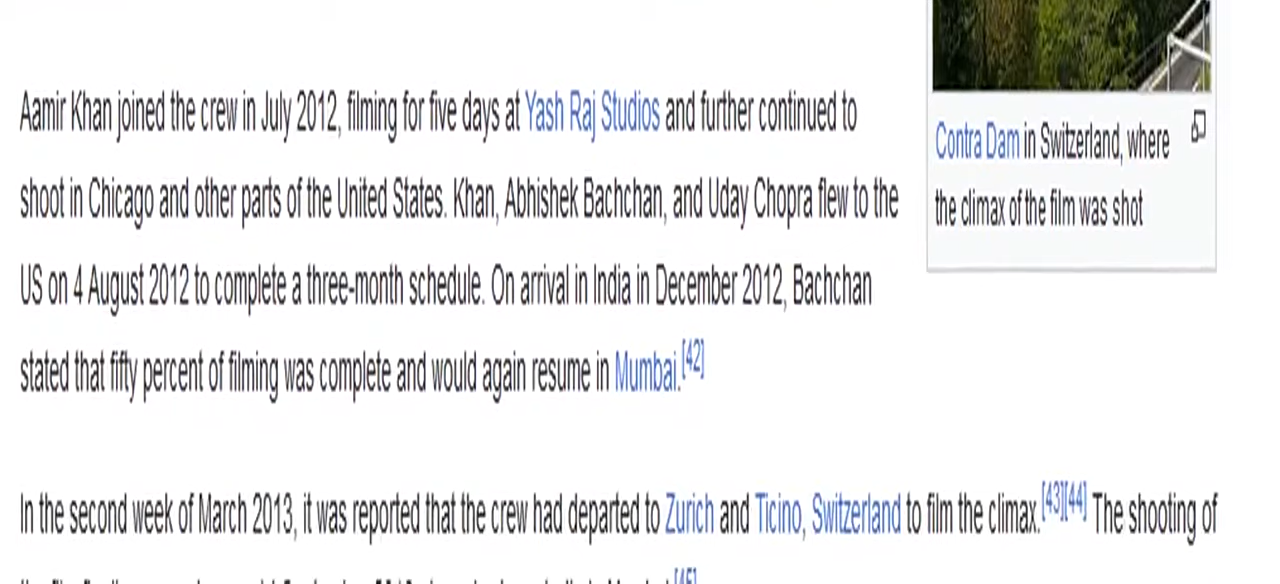 Aamir Khan joined the crew in July 2012, filming for five days at Yash Raj Studios and further continued to
shoot in Chicago and other parts of the United States. Khan, Abhishek Bachchan, and Uday Chopra flew to the
US on 4 August 2012 to complete a three-month schedule. On arrival in India in December 2012, Bachchan
stated that fifty percent of filming was complete and would again resume in Mumbai.[42]
Contra Dam in Switzerland, where
the climax of the film was shot
In the second week of March 2013, it was reported that the crew had departed to Zurich and Ticino, Switzerland to film the climax.[43][44] The shooting of
[45]